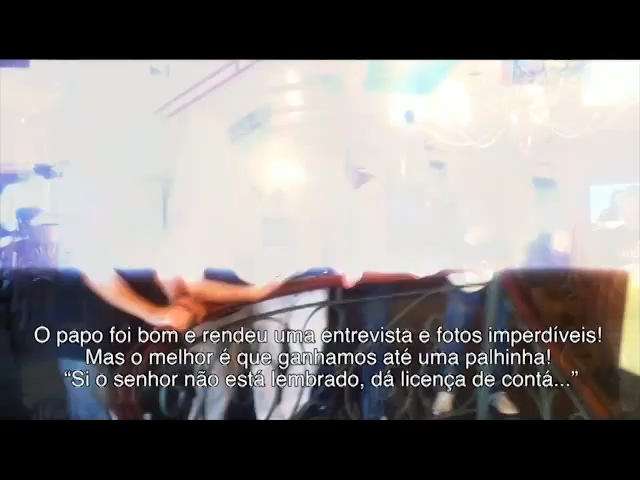 O papo foi bom e rendeu uma entrevista e fotos imperdíveis!
Mas o melhor é que ganhamos até uma palhinha!
“Si o senhor não está lembrado, dá licença de contá...”